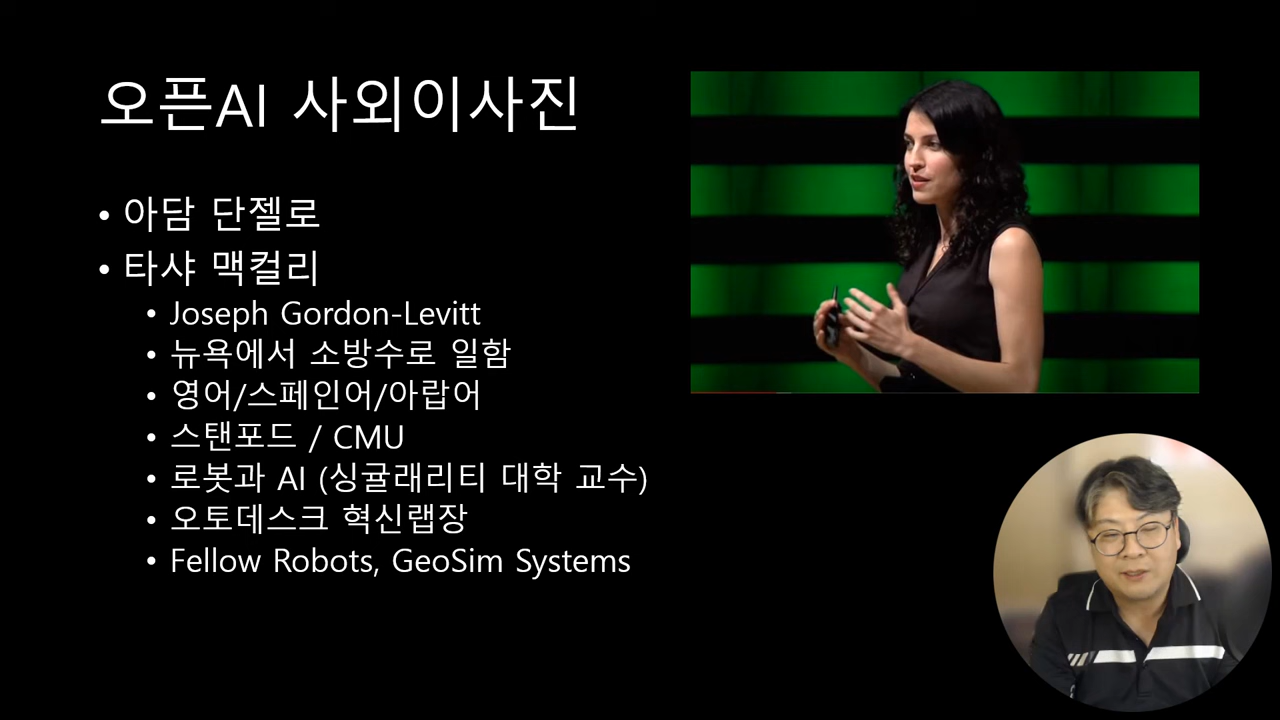 오픈AI 사외이사진
• 아담 단젤로
• 타샤 맥컬리
• Joseph Gordon-Levitt
• 뉴욕에서 소방수로 일함
• 영어/스페인어/아랍어
• 스탠포드 / CMU
• 로봇과 AI (싱귤래리티 대학 교수)
• 오토데스크 혁신랩장
• Fellow Robots, GeoSim Systems